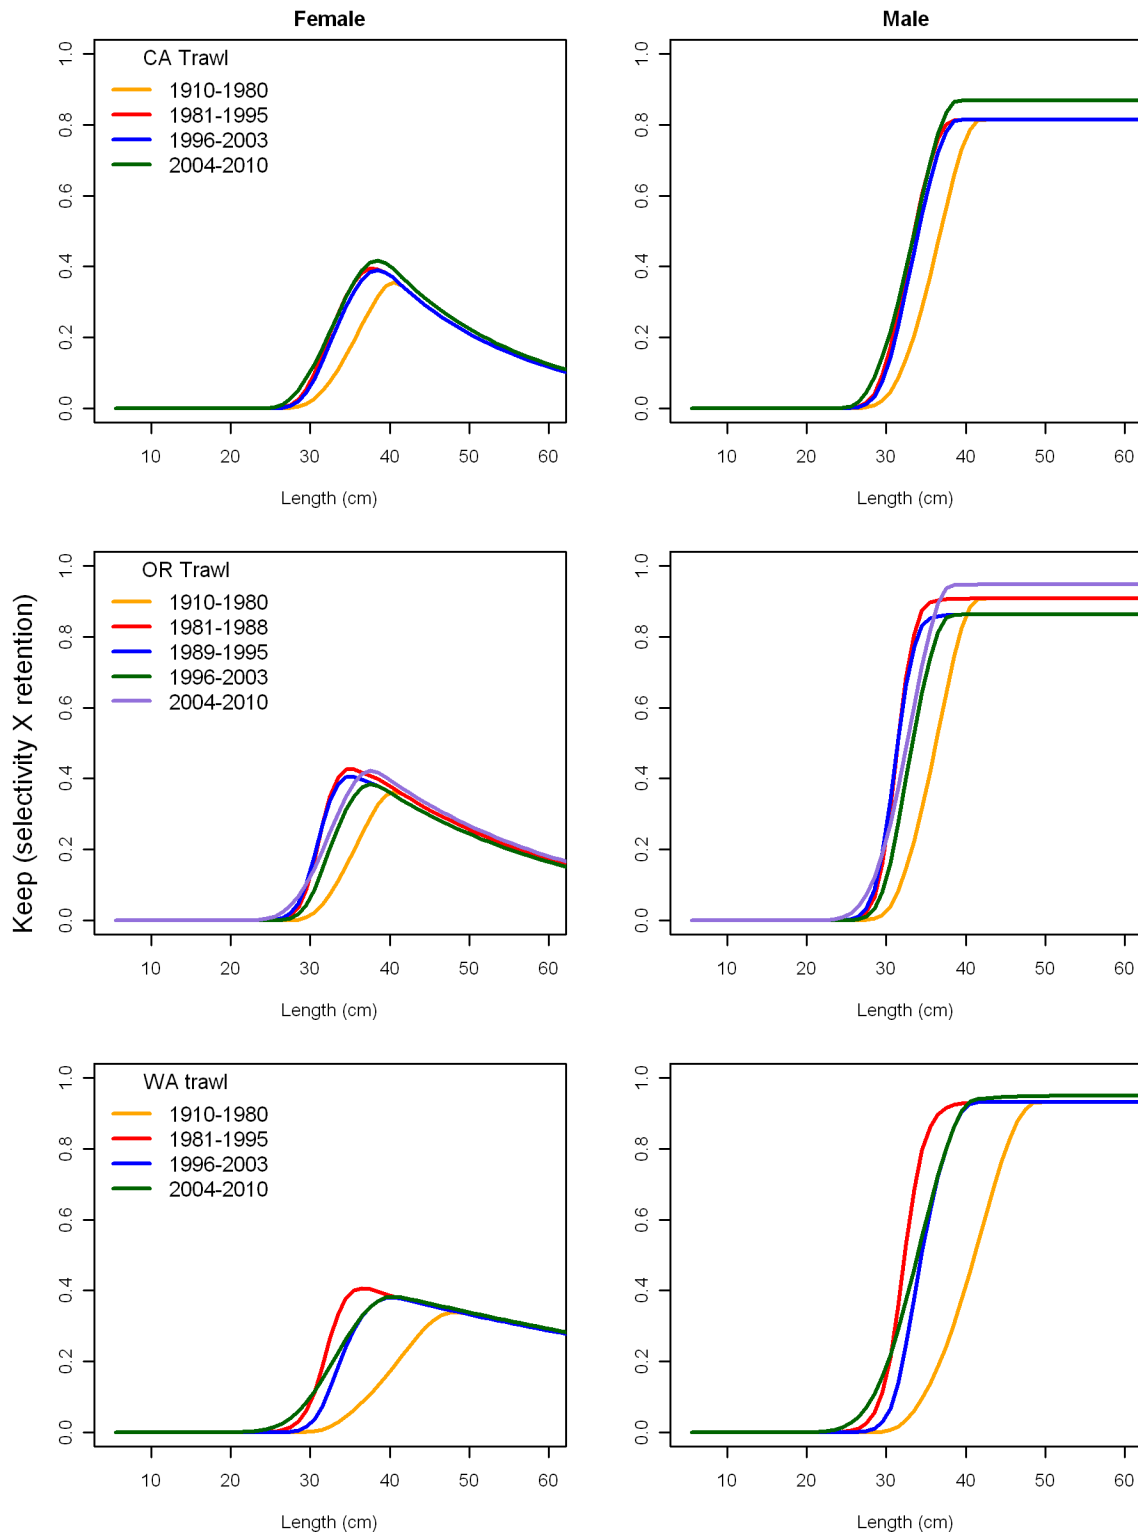 Female
Male
CA Trawl
1910-1980
1981-1995
1996-2003
2004-2010
0.0 0.2 0.4 0.6 0.8 1.0
10 20 30 40 50 60
Length (cm)
0.0 0.2 0.4 0.6 0.8 1.0
10 20 30 40 50 60
Length (cm)
Keep (selectivity X retention)
OR Trawl
1910-1980
1981-1988
1989-1995
1996-2003
2004-2010
0.0 0.2 0.4 0.6 0.8 1.0
10 20 30 40 50 60
Length (cm)
0.0 0.2 0.4 0.6 0.8 1.0
10 20 30 40 50 60
Length (cm)
WA trawl
1910-1980
1981-1995
1996-2003
2004-2010
0.0 0.2 0.4 0.6 0.8 1.0
10 20 30 40 50 60
Length (cm)
0.0 0.2 0.4 0.6 0.8 1.0
10 20 30 40 50 60
Length (cm)